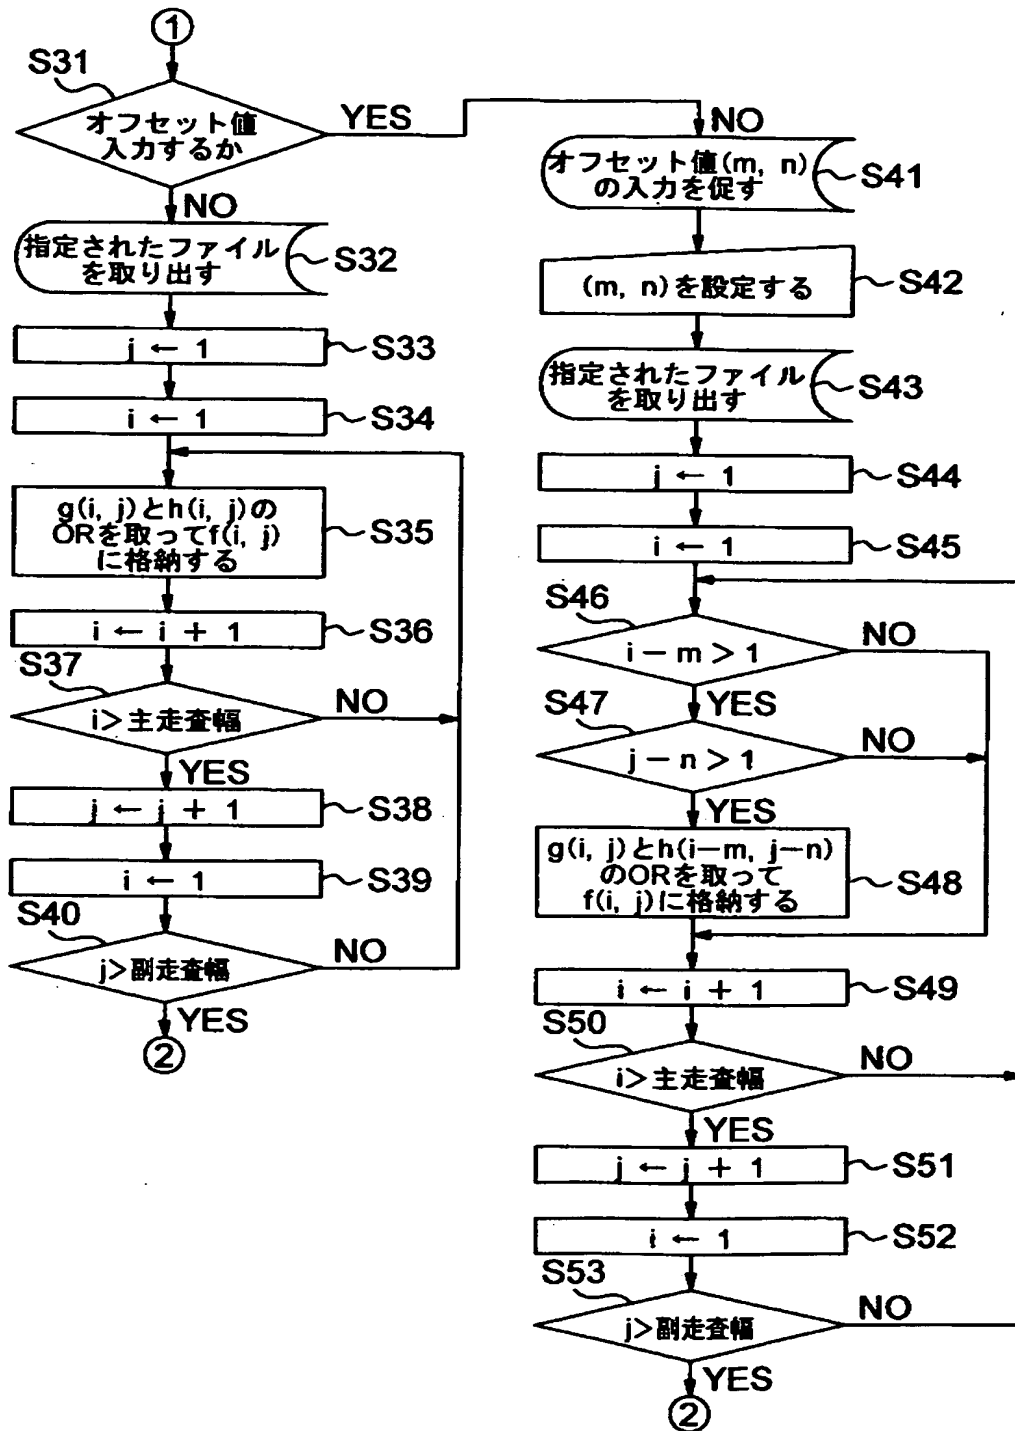 ①
S31
オフセット値
入力するか
YES
NO
指定されたファイル
を取り出す
S32
j ← 1
S33
i ← 1
S34
g(i, j)とh(i, j)の
ORを取ってf(i, j)
に格納する
S35
i ← i + 1
S36
S37
i>主走査幅
NO
YES
j ← j + 1
S38
i ← 1
S39
S40
j>副走査幅
NO
YES
②
NO
オフセット値(m, n)
の入力を促す
S41
(m, n)を設定する
S42
指定されたファイル
を取り出す
S43
j ← 1
S44
i ← 1
S45
S46
i − m > 1
NO
YES
S47
j − n > 1
NO
YES
g(i, j)とh(i−m, j−n)
のORを取って
f(i, j)に格納する
S48
i ← i + 1
S49
S50
i>主走査幅
NO
YES
j ← j + 1
S51
i ← 1
S52
S53
j>副走査幅
NO
YES
②